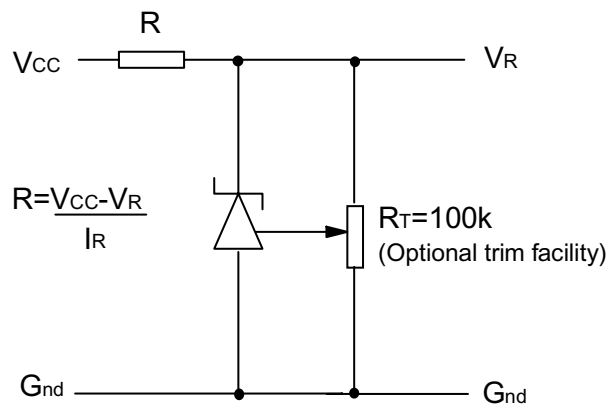 R
VCC
VR
R=VCC-VR
IR
RT=100k
(Optional trim facility)
Gnd
Gnd